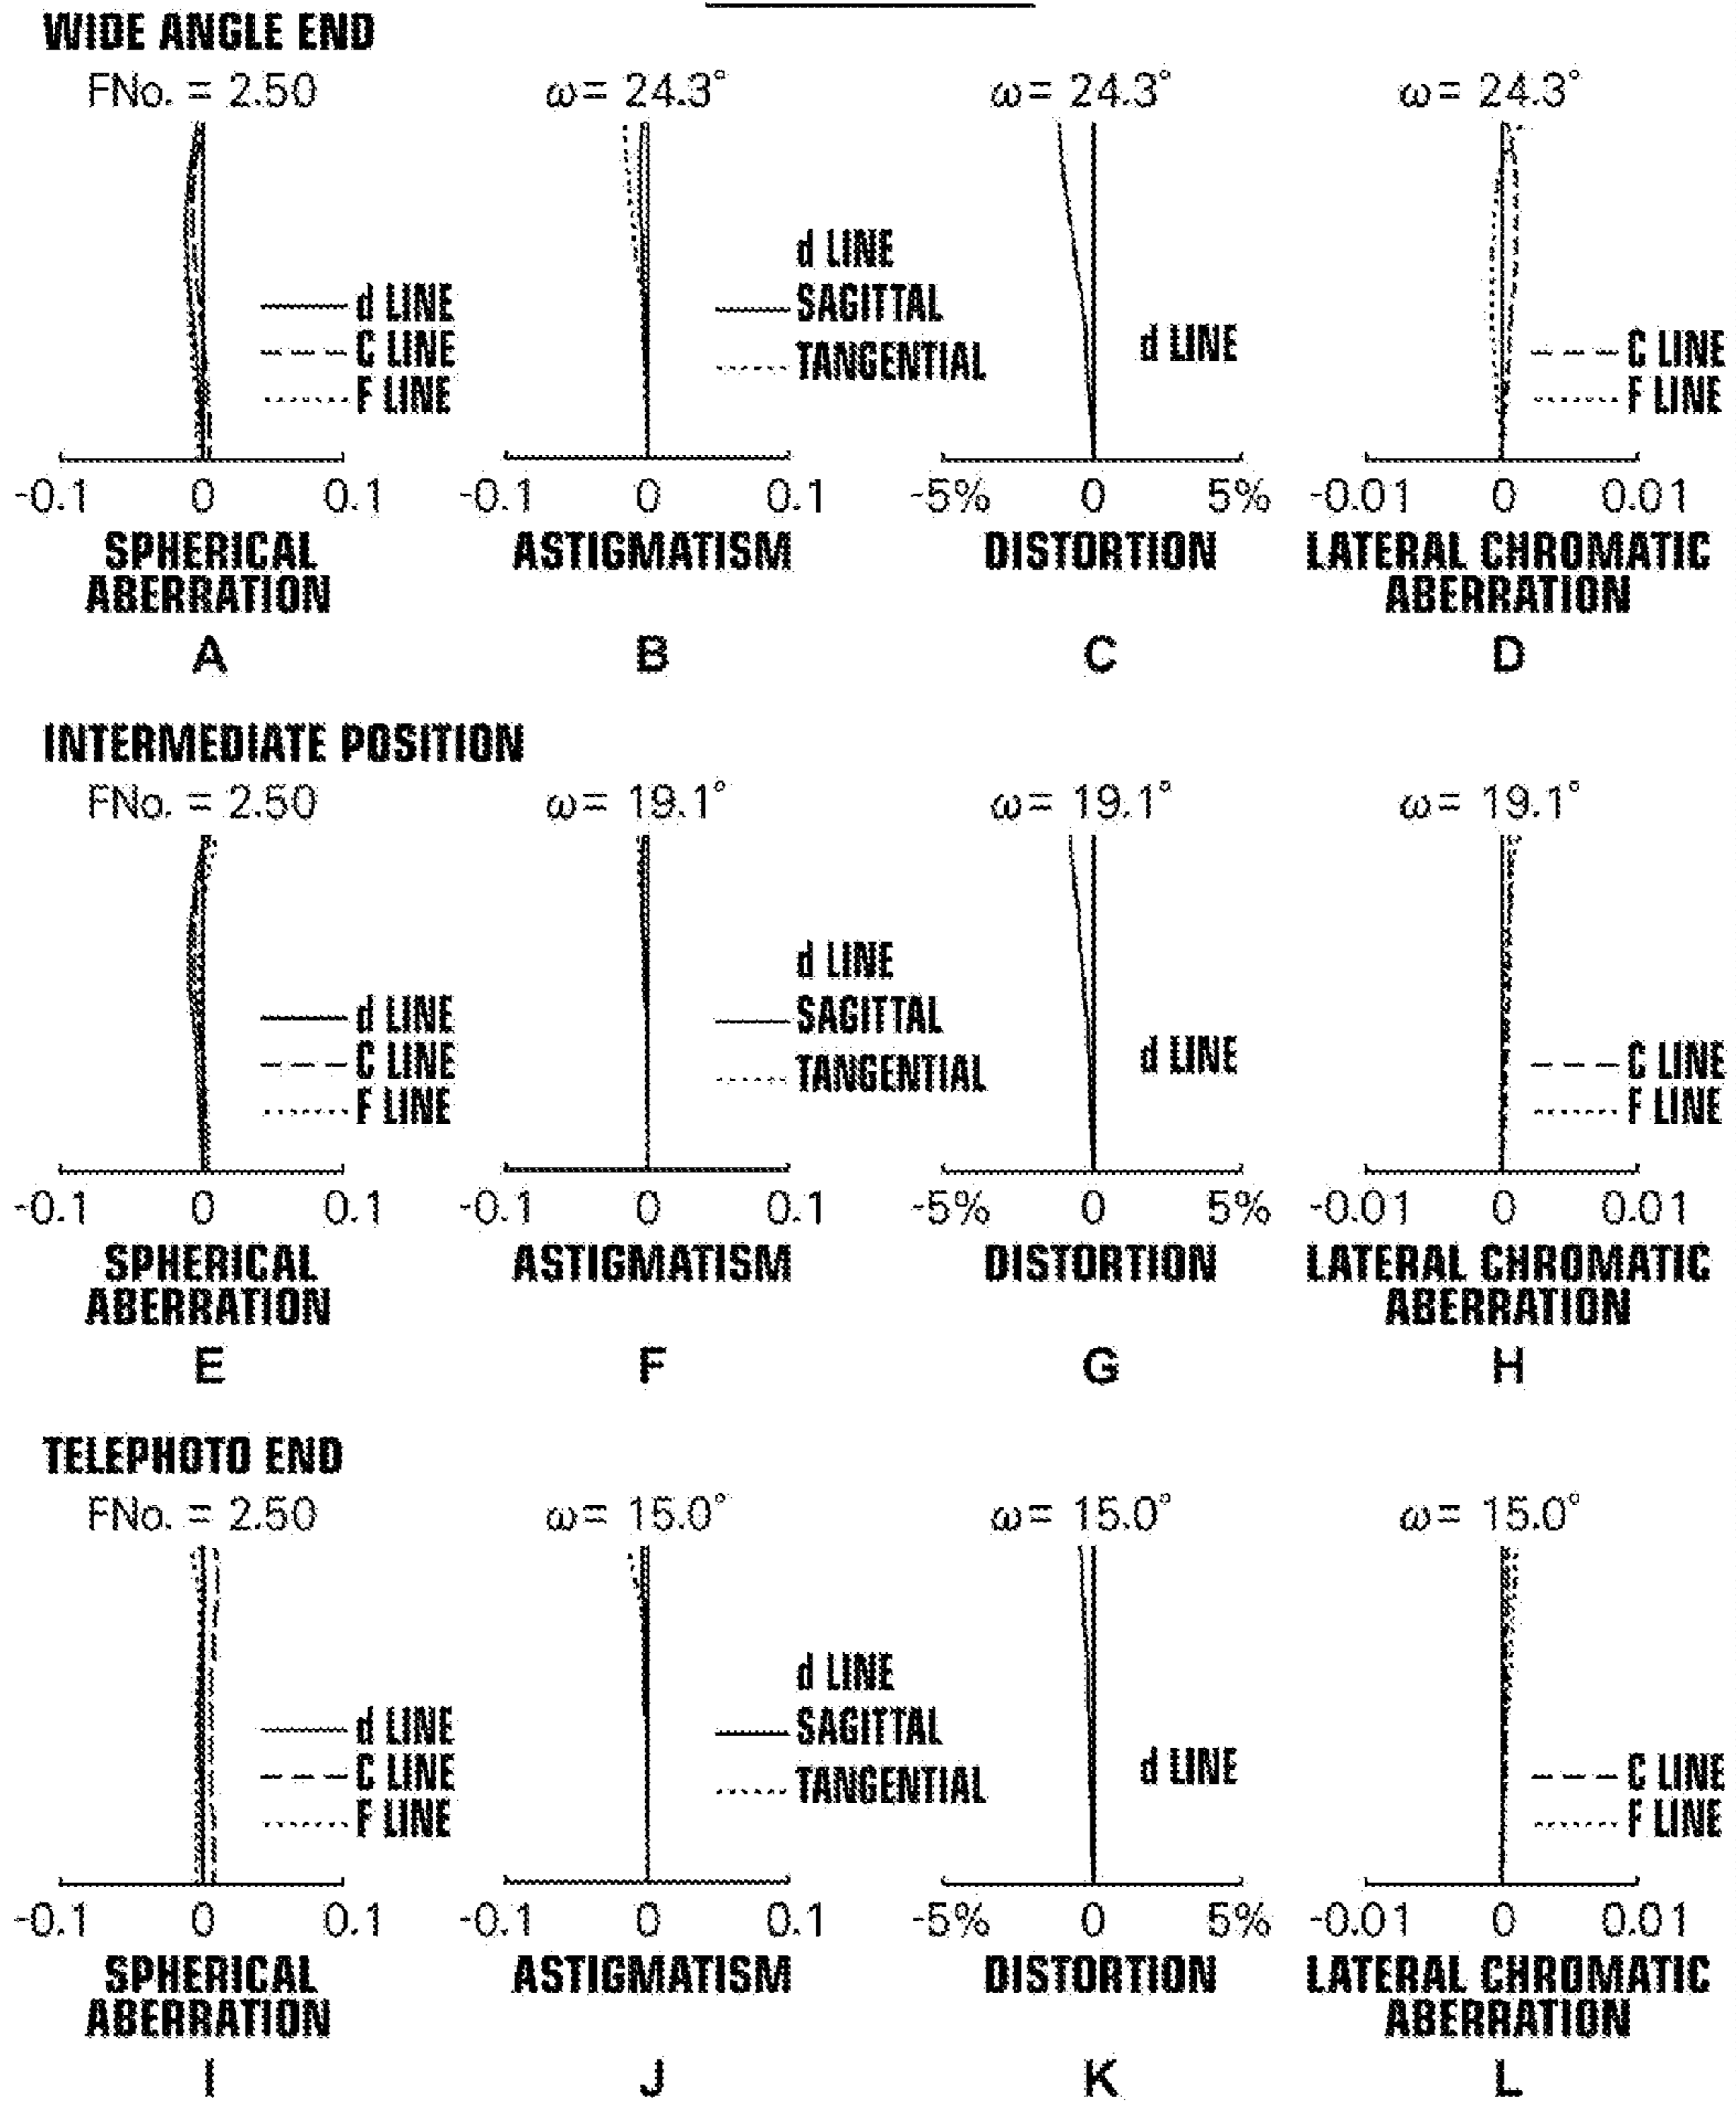 WIDE ANGLE END
FNo. = 2.50
ω= 24.3°
ω= 24.3°
ω= 24.3°
d LINE
C LINE
F LINE
d LINE
SAGITTAL
TANGENTIAL
d LINE
C LINE
F LINE
-0.1 0 0.1
-0.1 0 0.1
-5% 0 5%
-0.01 0 0.01
SPHERICAL
ABERRATION
ASTIGMATISM
DISTORTION
LATERAL CHROMATIC
ABERRATION
A
B
C
D
INTERMEDIATE POSITION
FNo. = 2.50
ω= 19.1°
ω= 19.1°
ω= 19.1°
d LINE
C LINE
F LINE
d LINE
SAGITTAL
TANGENTIAL
d LINE
C LINE
F LINE
-0.1 0 0.1
-0.1 0 0.1
-5% 0 5%
-0.01 0 0.01
SPHERICAL
ABERRATION
ASTIGMATISM
DISTORTION
LATERAL CHROMATIC
ABERRATION
E
F
G
H
TELEPHOTO END
FNo. = 2.50
ω= 15.0°
ω= 15.0°
ω= 15.0°
d LINE
C LINE
F LINE
d LINE
SAGITTAL
TANGENTIAL
d LINE
C LINE
F LINE
-0.1 0 0.1
-0.1 0 0.1
-5% 0 5%
-0.01 0 0.01
SPHERICAL
ABERRATION
ASTIGMATISM
DISTORTION
LATERAL CHROMATIC
ABERRATION
I
J
K
L